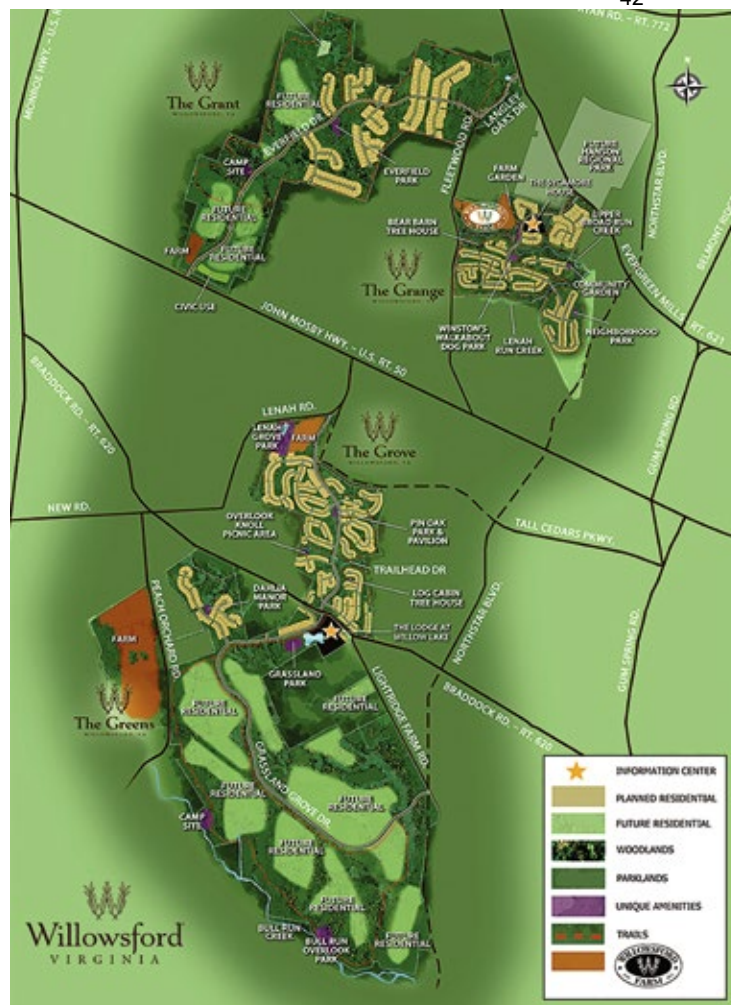 42
RYAN RD. – RT. 772
MONROE HWY. – U.S. R
The Grant
WILLOWSFORD, VA
FUTURE
RESIDENTIAL
EVERFIELD DR
LANGLEY
OAKS DR
FLEETWOOD RD.
EVERFIELD
PARK
CAMP
SITE
FUTURE
RESIDENTIAL
FARM
FUTURE
RESIDENTIAL
CIVIC USE
FUTURE
HANSON
REGIONAL
PARK
FARM
GARDEN
THE SYCAMORE
HOUSE
NORTHSTAR BLVD.
BELMONT RIDGE
BEAR BARN
TREE HOUSE
UPPER
BROAD RUN
CREEK
The Grange
WILLOWSFORD, VA
EVERGREEN MILLS – RT. 621
COMMUNITY
GARDEN
WINSTON'S
WALKABOUT
DOG PARK
LENAH
RUN CREEK
NEIGHBORHOOD
PARK
JOHN MOSBY HWY. – U.S. RT. 50
BRADDOCK RD. – RT. 620
LENAH RD.
LENAH
GROVE
PARK
FARM
The Grove
WILLOWSFORD, VA
GUM SPRING RD.
NEW RD.
OVERLOOK
KNOLL
PICNIC AREA
PIN OAK
PARK &
PAVILION
TALL CEDARS PKWY.
TRAILHEAD DR
DAHLIA
MANOR
PARK
LOG CABIN
TREE HOUSE
PEACH ORCHARD RD.
THE LODGE AT
WILLOW LAKE
NORTHSTAR BLVD.
FARM
GRASSLAND
PARK
The Greens
WILLOWSFORD, VA
FUTURE
RESIDENTIAL
FUTURE
RESIDENTIAL
LIGHTRIDGE FARM RD.
BRADDOCK RD. – RT. 620
GUM SPRING RD.
GRASSLAND GROVE DR
FUTURE
RESIDENTIAL
FUTURE
RESIDENTIAL
CAMP
SITE
FUTURE
RESIDENTIAL
FUTURE
RESIDENTIAL
BULL RUN
CREEK
BULL RUN
OVERLOOK
PARK
FUTURE
RESIDENTIAL
Willowsford
VIRGINIA
INFORMATION CENTER
PLANNED RESIDENTIAL
FUTURE RESIDENTIAL
WOODLANDS
PARKLANDS
UNIQUE AMENITIES
TRAILS
WILLOWSFORD
FARM